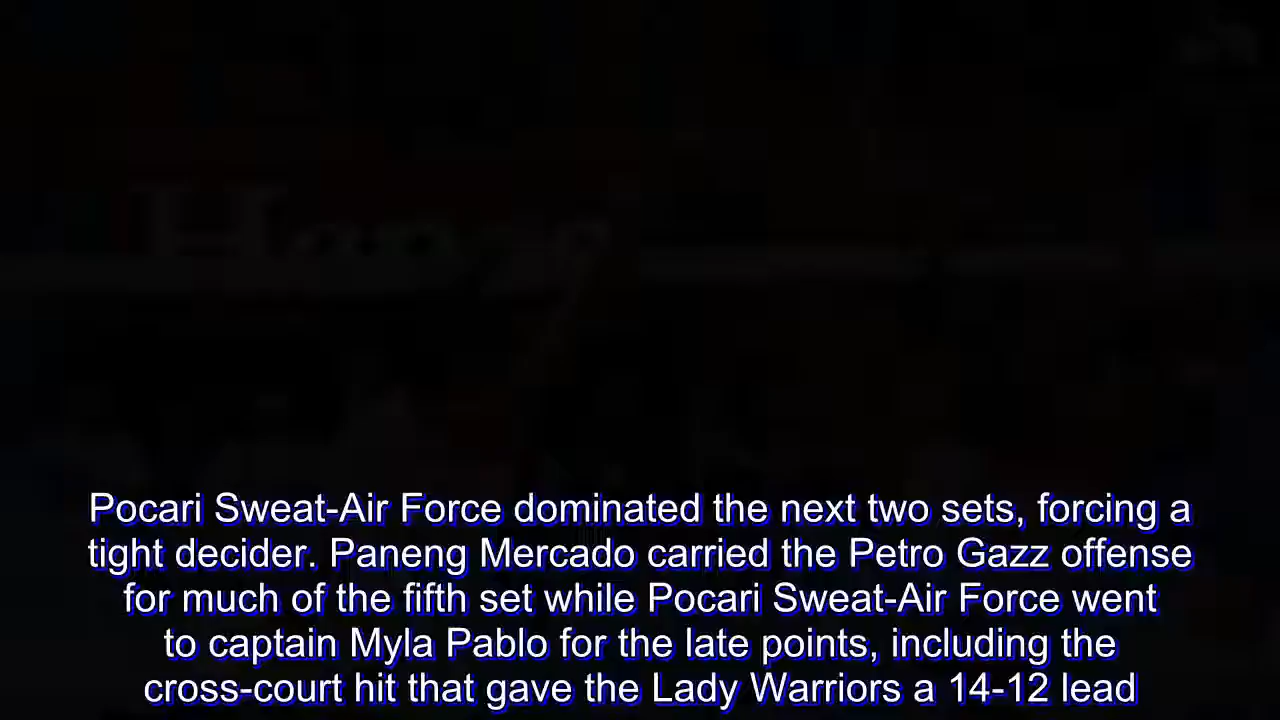 Pocari Sweat-Air Force dominated the next two sets, forcing a
tight decider. Paneng Mercado carried the Petro Gazz offense
for much of the fifth set while Pocari Sweat-Air Force went
to captain Myla Pablo for the late points, including the
cross-court hit that gave the Lady Warriors a 14-12 lead